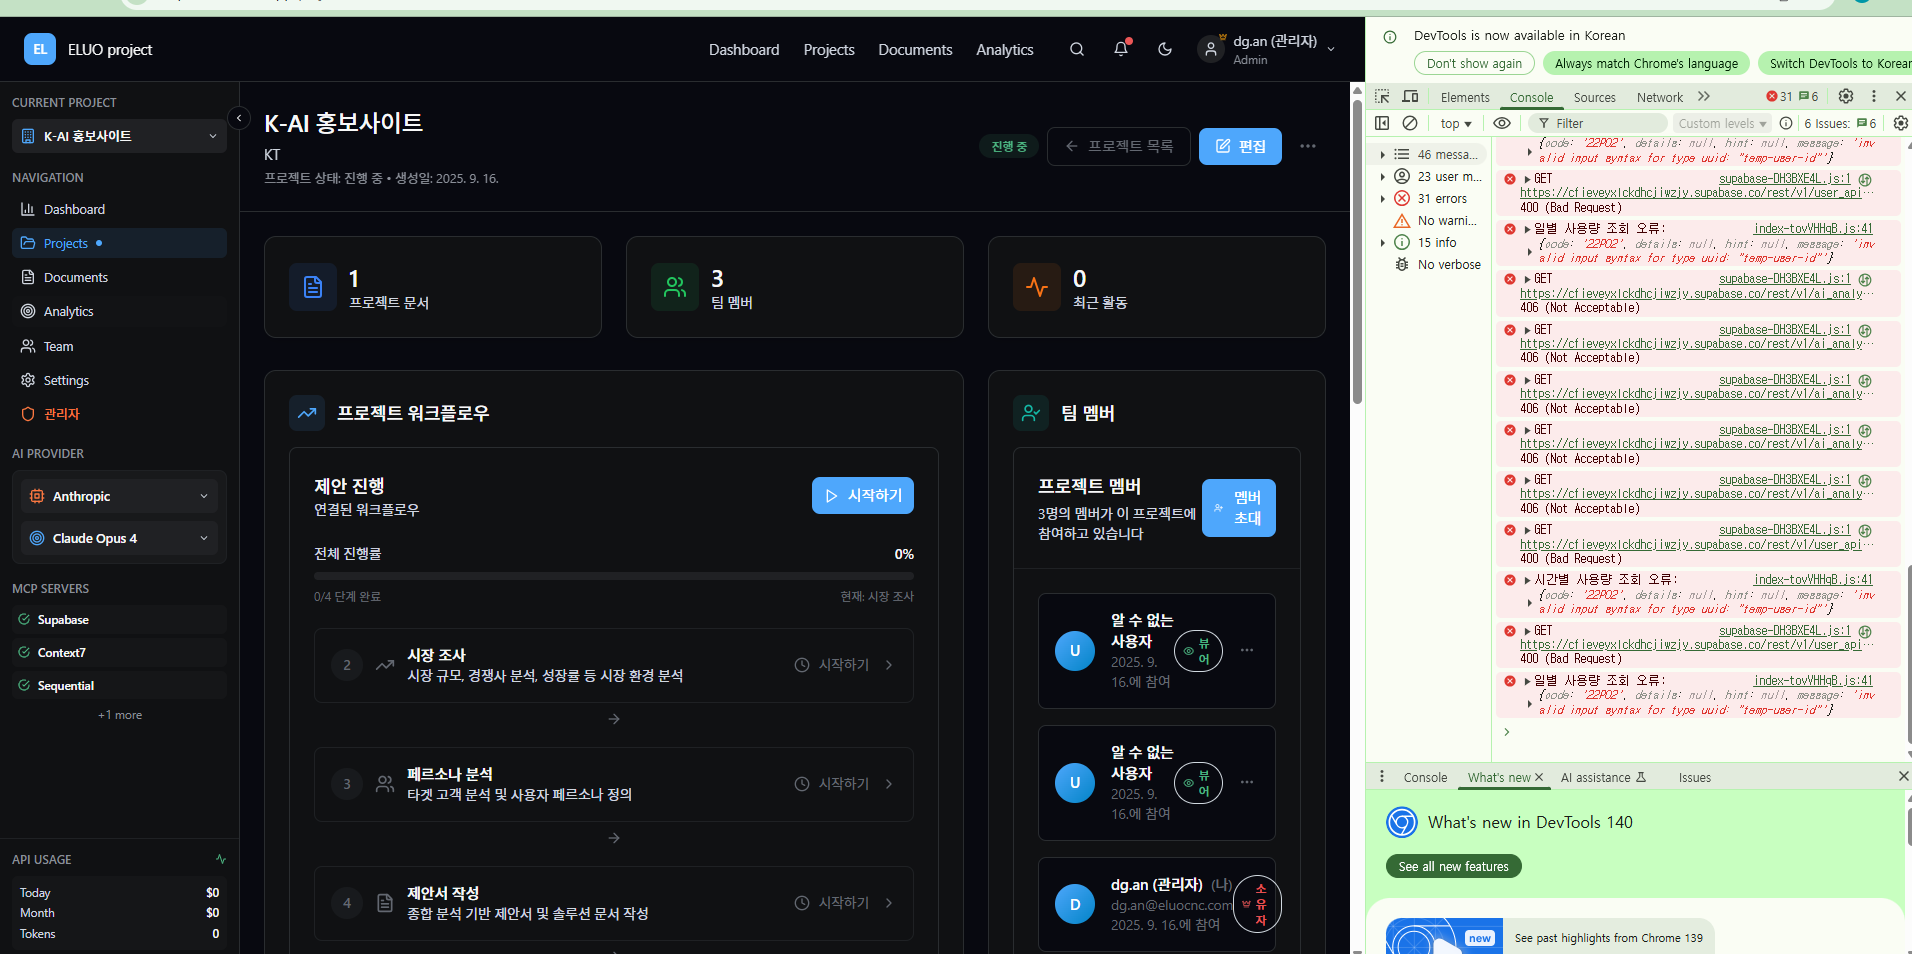 EL
ELUO project
Dashboard
Projects
Documents
Analytics
dg.an (관리자)
Admin
CURRENT PROJECT
K-AI 홍보사이트
NAVIGATION
Dashboard
Projects
Documents
Analytics
Team
Settings
관리자
AI PROVIDER
Anthropic
Claude Opus 4
MCP SERVERS
Supabase
Context7
Sequential
+1 more
API USAGE
Today $0
Month $0
Tokens 0
K-AI 홍보사이트
KT
프로젝트 상태: 진행 중 • 생성일: 2025. 9. 16.
진행 중
프로젝트 목록
편집
1
프로젝트 문서
3
팀 멤버
0
최근 활동
프로젝트 워크플로우
제안 진행
연결된 워크플로우
시작하기
전체 진행률 0%
0/4 단계 완료 현재: 시장 조사
2
시장 조사
시장 규모, 경쟁사 분석, 성장률 등 시장 환경 분석
시작하기
3
페르소나 분석
타겟 고객 분석 및 사용자 페르소나 정의
시작하기
4
제안서 작성
종합 분석 기반 제안서 및 솔루션 문서 작성
시작하기
팀 멤버
프로젝트 멤버
3명의 멤버가 이 프로젝트에
참여하고 있습니다
멤버
초대
U
알 수 없는
사용자
2025. 9.
16.에 참여
뷰
어
U
알 수 없는
사용자
2025. 9.
16.에 참여
뷰
어
D
dg.an (관리자) (나)
dg.an@eluocnc.com
2025. 9. 16.에 참여
소
유
자
DevTools is now available in Korean
Don't show again
Always match Chrome's language
Switch DevTools to Korean
Elements
Console
Sources
Network
31
6
top
Filter
Custom levels
6 Issues:
6
46 messa...
23 user m...
31 errors
No warni...
15 info
No verbose
{code: '22P02', details: null, hint: null, message: 'inv
alid input syntax for type uuid: "temp-user-id"'}
GET supabase-DH3BXE4L.js:1
https://cfieveyxlckdhcjiwzjy.supabase.co/rest/v1/user_api…
400 (Bad Request)
일별 사용량 조회 오류: index-tovVHHqB.js:41
{code: '22P02', details: null, hint: null, message: 'inv
alid input syntax for type uuid: "temp-user-id"'}
GET supabase-DH3BXE4L.js:1
https://cfieveyxlckdhcjiwzjy.supabase.co/rest/v1/ai_analy…
406 (Not Acceptable)
GET supabase-DH3BXE4L.js:1
https://cfieveyxlckdhcjiwzjy.supabase.co/rest/v1/ai_analy…
406 (Not Acceptable)
GET supabase-DH3BXE4L.js:1
https://cfieveyxlckdhcjiwzjy.supabase.co/rest/v1/ai_analy…
406 (Not Acceptable)
GET supabase-DH3BXE4L.js:1
https://cfieveyxlckdhcjiwzjy.supabase.co/rest/v1/ai_analy…
406 (Not Acceptable)
GET supabase-DH3BXE4L.js:1
https://cfieveyxlckdhcjiwzjy.supabase.co/rest/v1/ai_analy…
406 (Not Acceptable)
GET supabase-DH3BXE4L.js:1
https://cfieveyxlckdhcjiwzjy.supabase.co/rest/v1/user_api…
400 (Bad Request)
시간별 사용량 조회 오류: index-tovVHHqB.js:41
{code: '22P02', details: null, hint: null, message: 'inv
alid input syntax for type uuid: "temp-user-id"'}
GET supabase-DH3BXE4L.js:1
https://cfieveyxlckdhcjiwzjy.supabase.co/rest/v1/user_api…
400 (Bad Request)
일별 사용량 조회 오류: index-tovVHHqB.js:41
{code: '22P02', details: null, hint: null, message: 'inv
alid input syntax for type uuid: "temp-user-id"'}
Console
What's new
AI assistance
Issues
What's new in DevTools 140
See all new features
new
See past highlights from Chrome 139